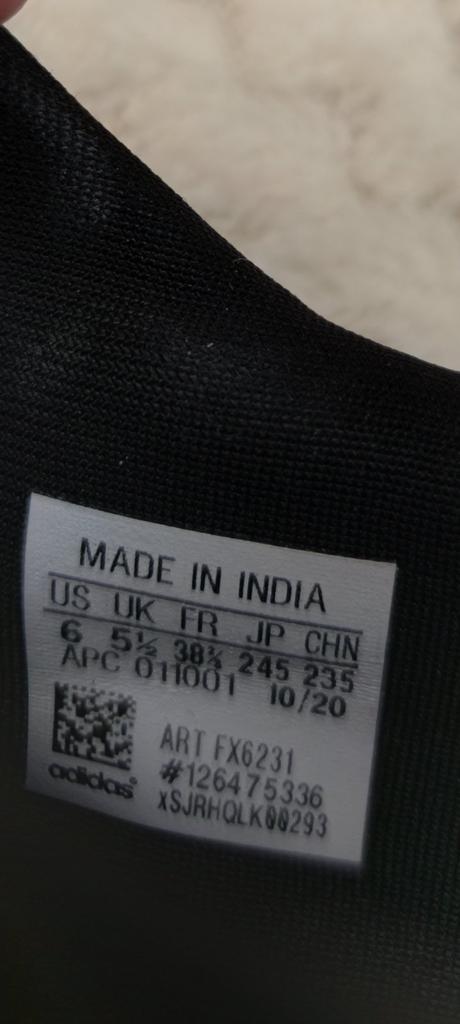 MADE IN INDIA
US UK FR JP CHN
6 5½ 38⅔ 245 235
APC 011001 10/20
ART FX6231
#126475336
xSJRHQLK00293
adidas